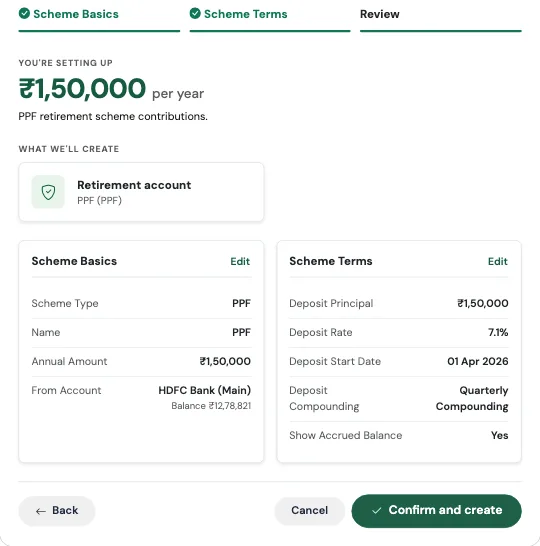 Scheme Basics
Scheme Terms
Review
YOU'RE SETTING UP
₹1,50,000 per year
PPF retirement scheme contributions.
WHAT WE'LL CREATE
Retirement account
PPF (PPF)
Scheme Basics Edit
Scheme Type PPF
Name PPF
Annual Amount ₹1,50,000
From Account HDFC Bank (Main)
Balance ₹12,78,821
Scheme Terms Edit
Deposit Principal ₹1,50,000
Deposit Rate 7.1%
Deposit Start Date 01 Apr 2026
Deposit Quarterly
Compounding Compounding
Show Accrued Balance Yes
← Back
Cancel
Confirm and create